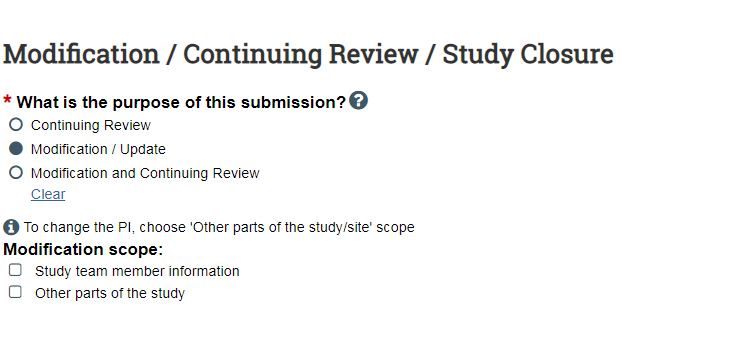 Modification / Continuing Review / Study Closure
* What is the purpose of this submission? ?
Continuing Review
Modification / Update
Modification and Continuing Review
Clear
i To change the PI, choose 'Other parts of the study/site' scope
Modification scope:
Study team member information
Other parts of the study